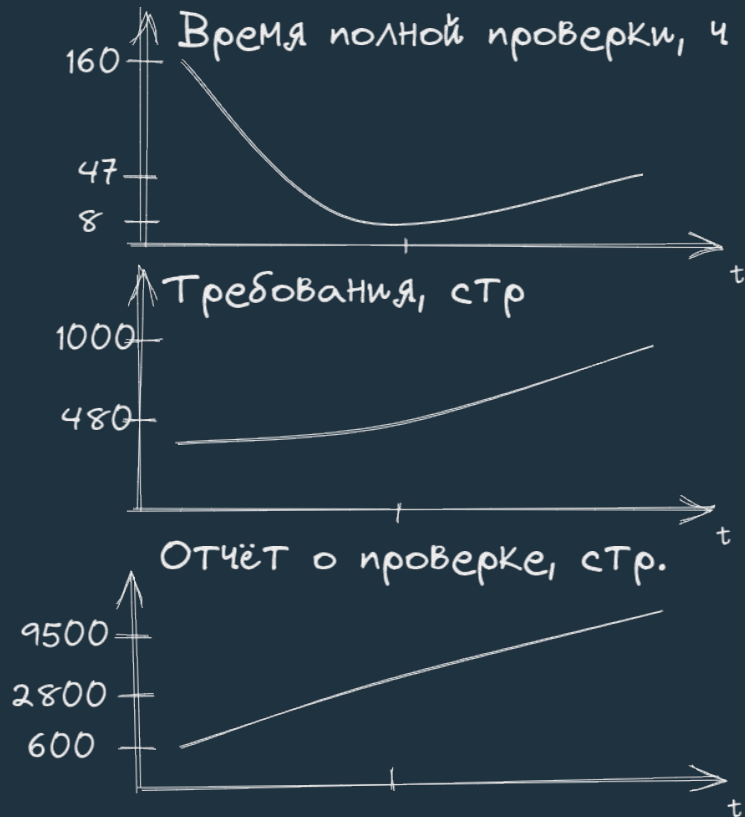 Время полной проверки, ч
160
47
8
t
Требования, стр
1000
480
t
Отчёт о проверке, стр.
9500
2800
600
t